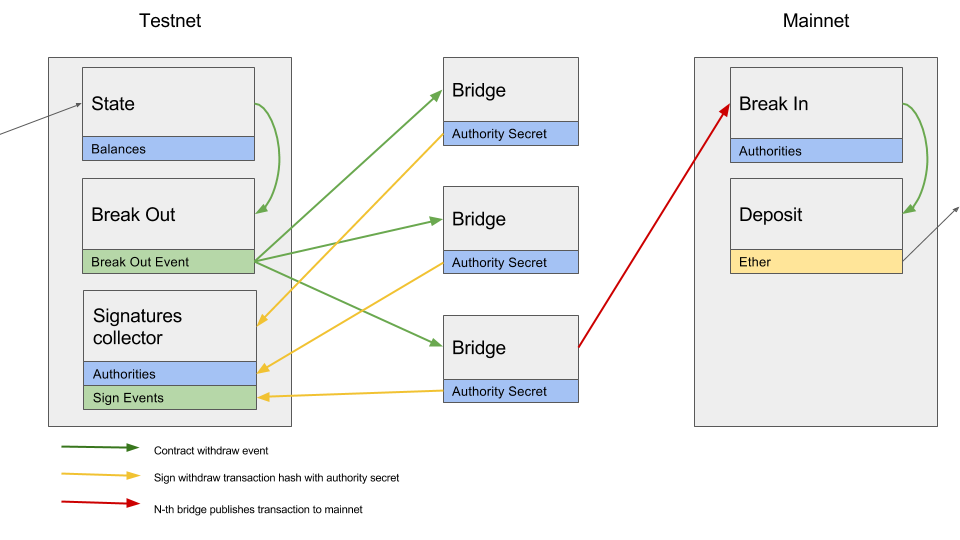 Testnet
Mainnet
State
Balances
Break Out
Break Out Event
Signatures
collector
Authorities
Sign Events
Bridge
Authority Secret
Bridge
Authority Secret
Bridge
Authority Secret
Break In
Authorities
Deposit
Ether
Contract withdraw event
Sign withdraw transaction hash with authority secret
N-th bridge publishes transaction to mainnet